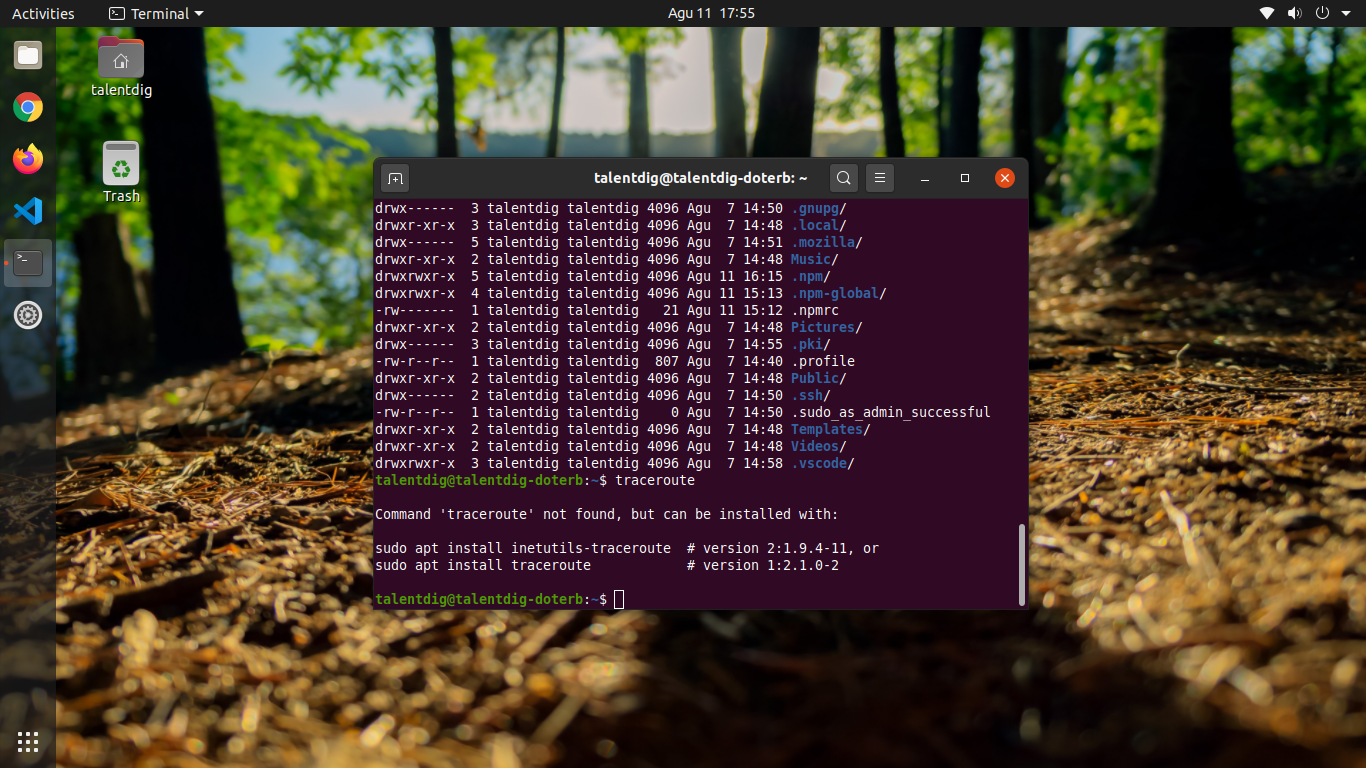 Activities
Terminal
Agu 11 17:55
talentdig
Trash
talentdig@talentdig-doterb: ~
drwx------  3 talentdig talentdig 4096 Agu  7 14:50 .gnupg/
drwxr-xr-x  3 talentdig talentdig 4096 Agu  7 14:48 .local/
drwx------  5 talentdig talentdig 4096 Agu  7 14:51 .mozilla/
drwxr-xr-x  2 talentdig talentdig 4096 Agu  7 14:48 Music/
drwxrwxr-x  5 talentdig talentdig 4096 Agu 11 16:15 .npm/
drwxrwxr-x  4 talentdig talentdig 4096 Agu 11 15:13 .npm-global/
-rw-------  1 talentdig talentdig   21 Agu 11 15:12 .npmrc
drwxr-xr-x  2 talentdig talentdig 4096 Agu  7 14:48 Pictures/
drwx------  3 talentdig talentdig 4096 Agu  7 14:55 .pki/
-rw-r--r--  1 talentdig talentdig  807 Agu  7 14:40 .profile
drwxr-xr-x  2 talentdig talentdig 4096 Agu  7 14:48 Public/
drwx------  2 talentdig talentdig 4096 Agu  7 14:50 .ssh/
-rw-r--r--  1 talentdig talentdig    0 Agu  7 14:50 .sudo_as_admin_successful
drwxr-xr-x  2 talentdig talentdig 4096 Agu  7 14:48 Templates/
drwxr-xr-x  2 talentdig talentdig 4096 Agu  7 14:48 Videos/
drwxrwxr-x  3 talentdig talentdig 4096 Agu  7 14:58 .vscode/
talentdig@talentdig-doterb:~$ traceroute
Command 'traceroute' not found, but can be installed with:
sudo apt install inetutils-traceroute  # version 2:1.9.4-11, or
sudo apt install traceroute            # version 1:2.1.0-2
talentdig@talentdig-doterb:~$